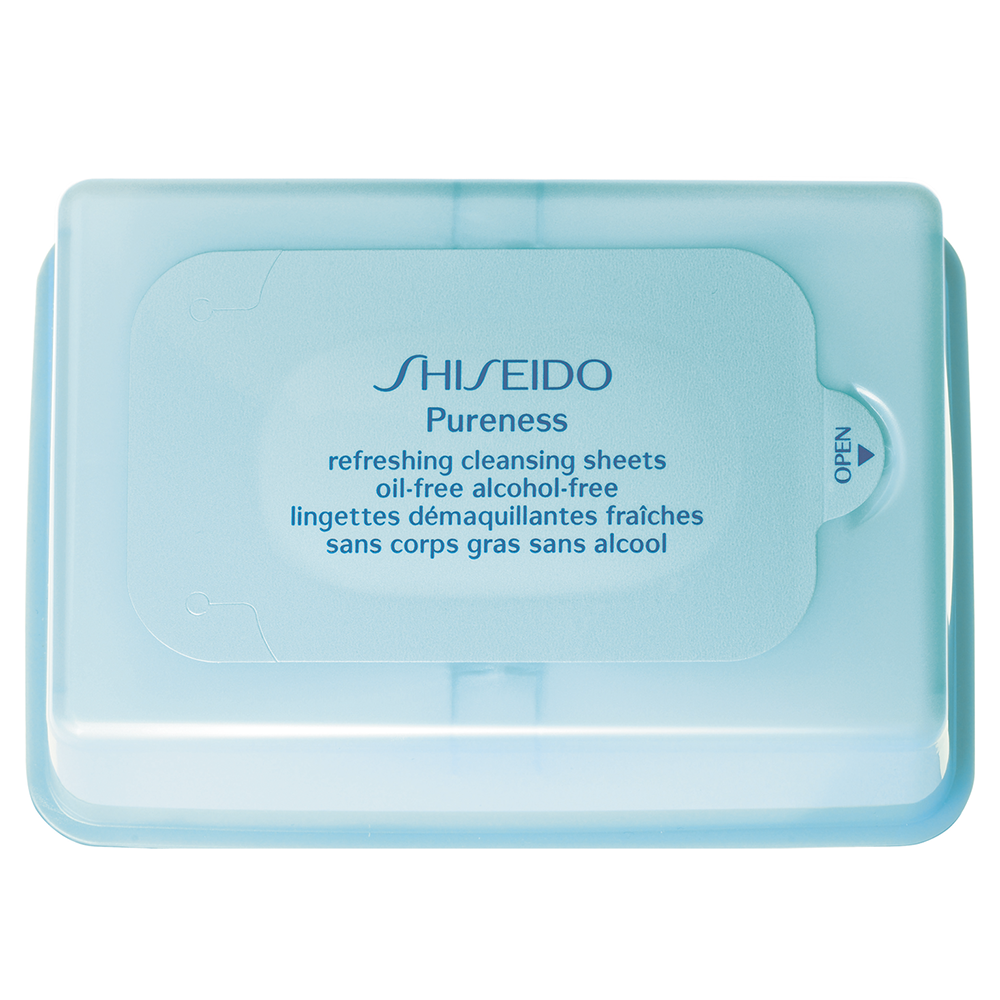 SHISEIDO
Pureness
refreshing cleansing sheets
oil-free alcohol-free
lingettes démaquillantes fraîches
sans corps gras sans alcool
OPEN